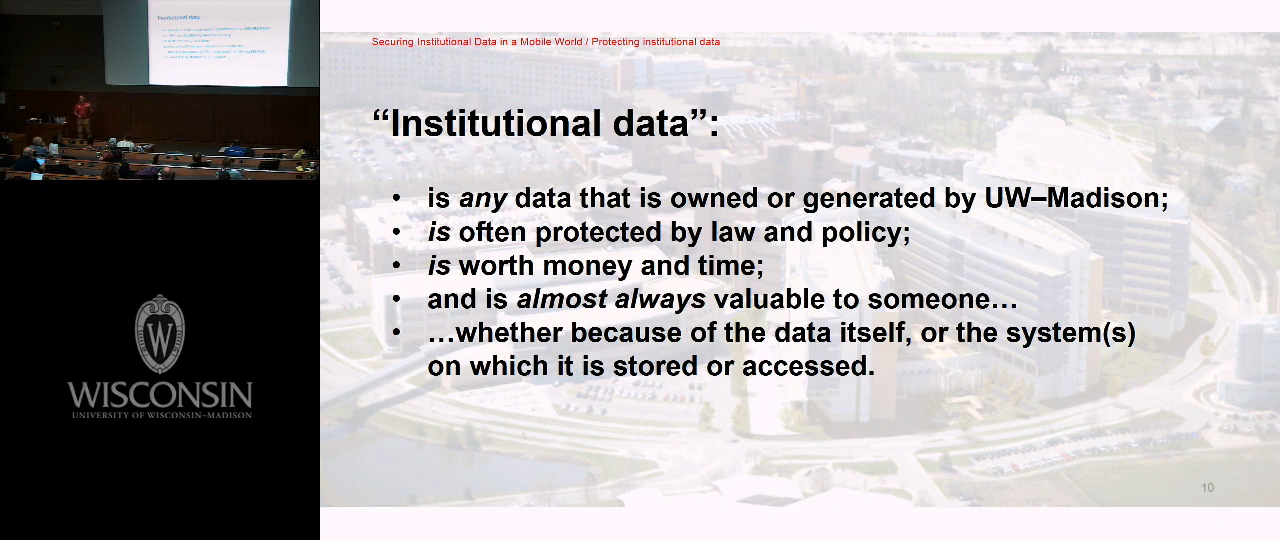 Securing Institutional Data in a Mobile World / Protecting institutional data
“Institutional data”:
• is any data that is owned or generated by UW–Madison;
• is often protected by law and policy;
• is worth money and time;
• and is almost always valuable to someone…
• …whether because of the data itself, or the system(s)
on which it is stored or accessed.
10
W
WISCONSIN
UNIVERSITY OF WISCONSIN–MADISON